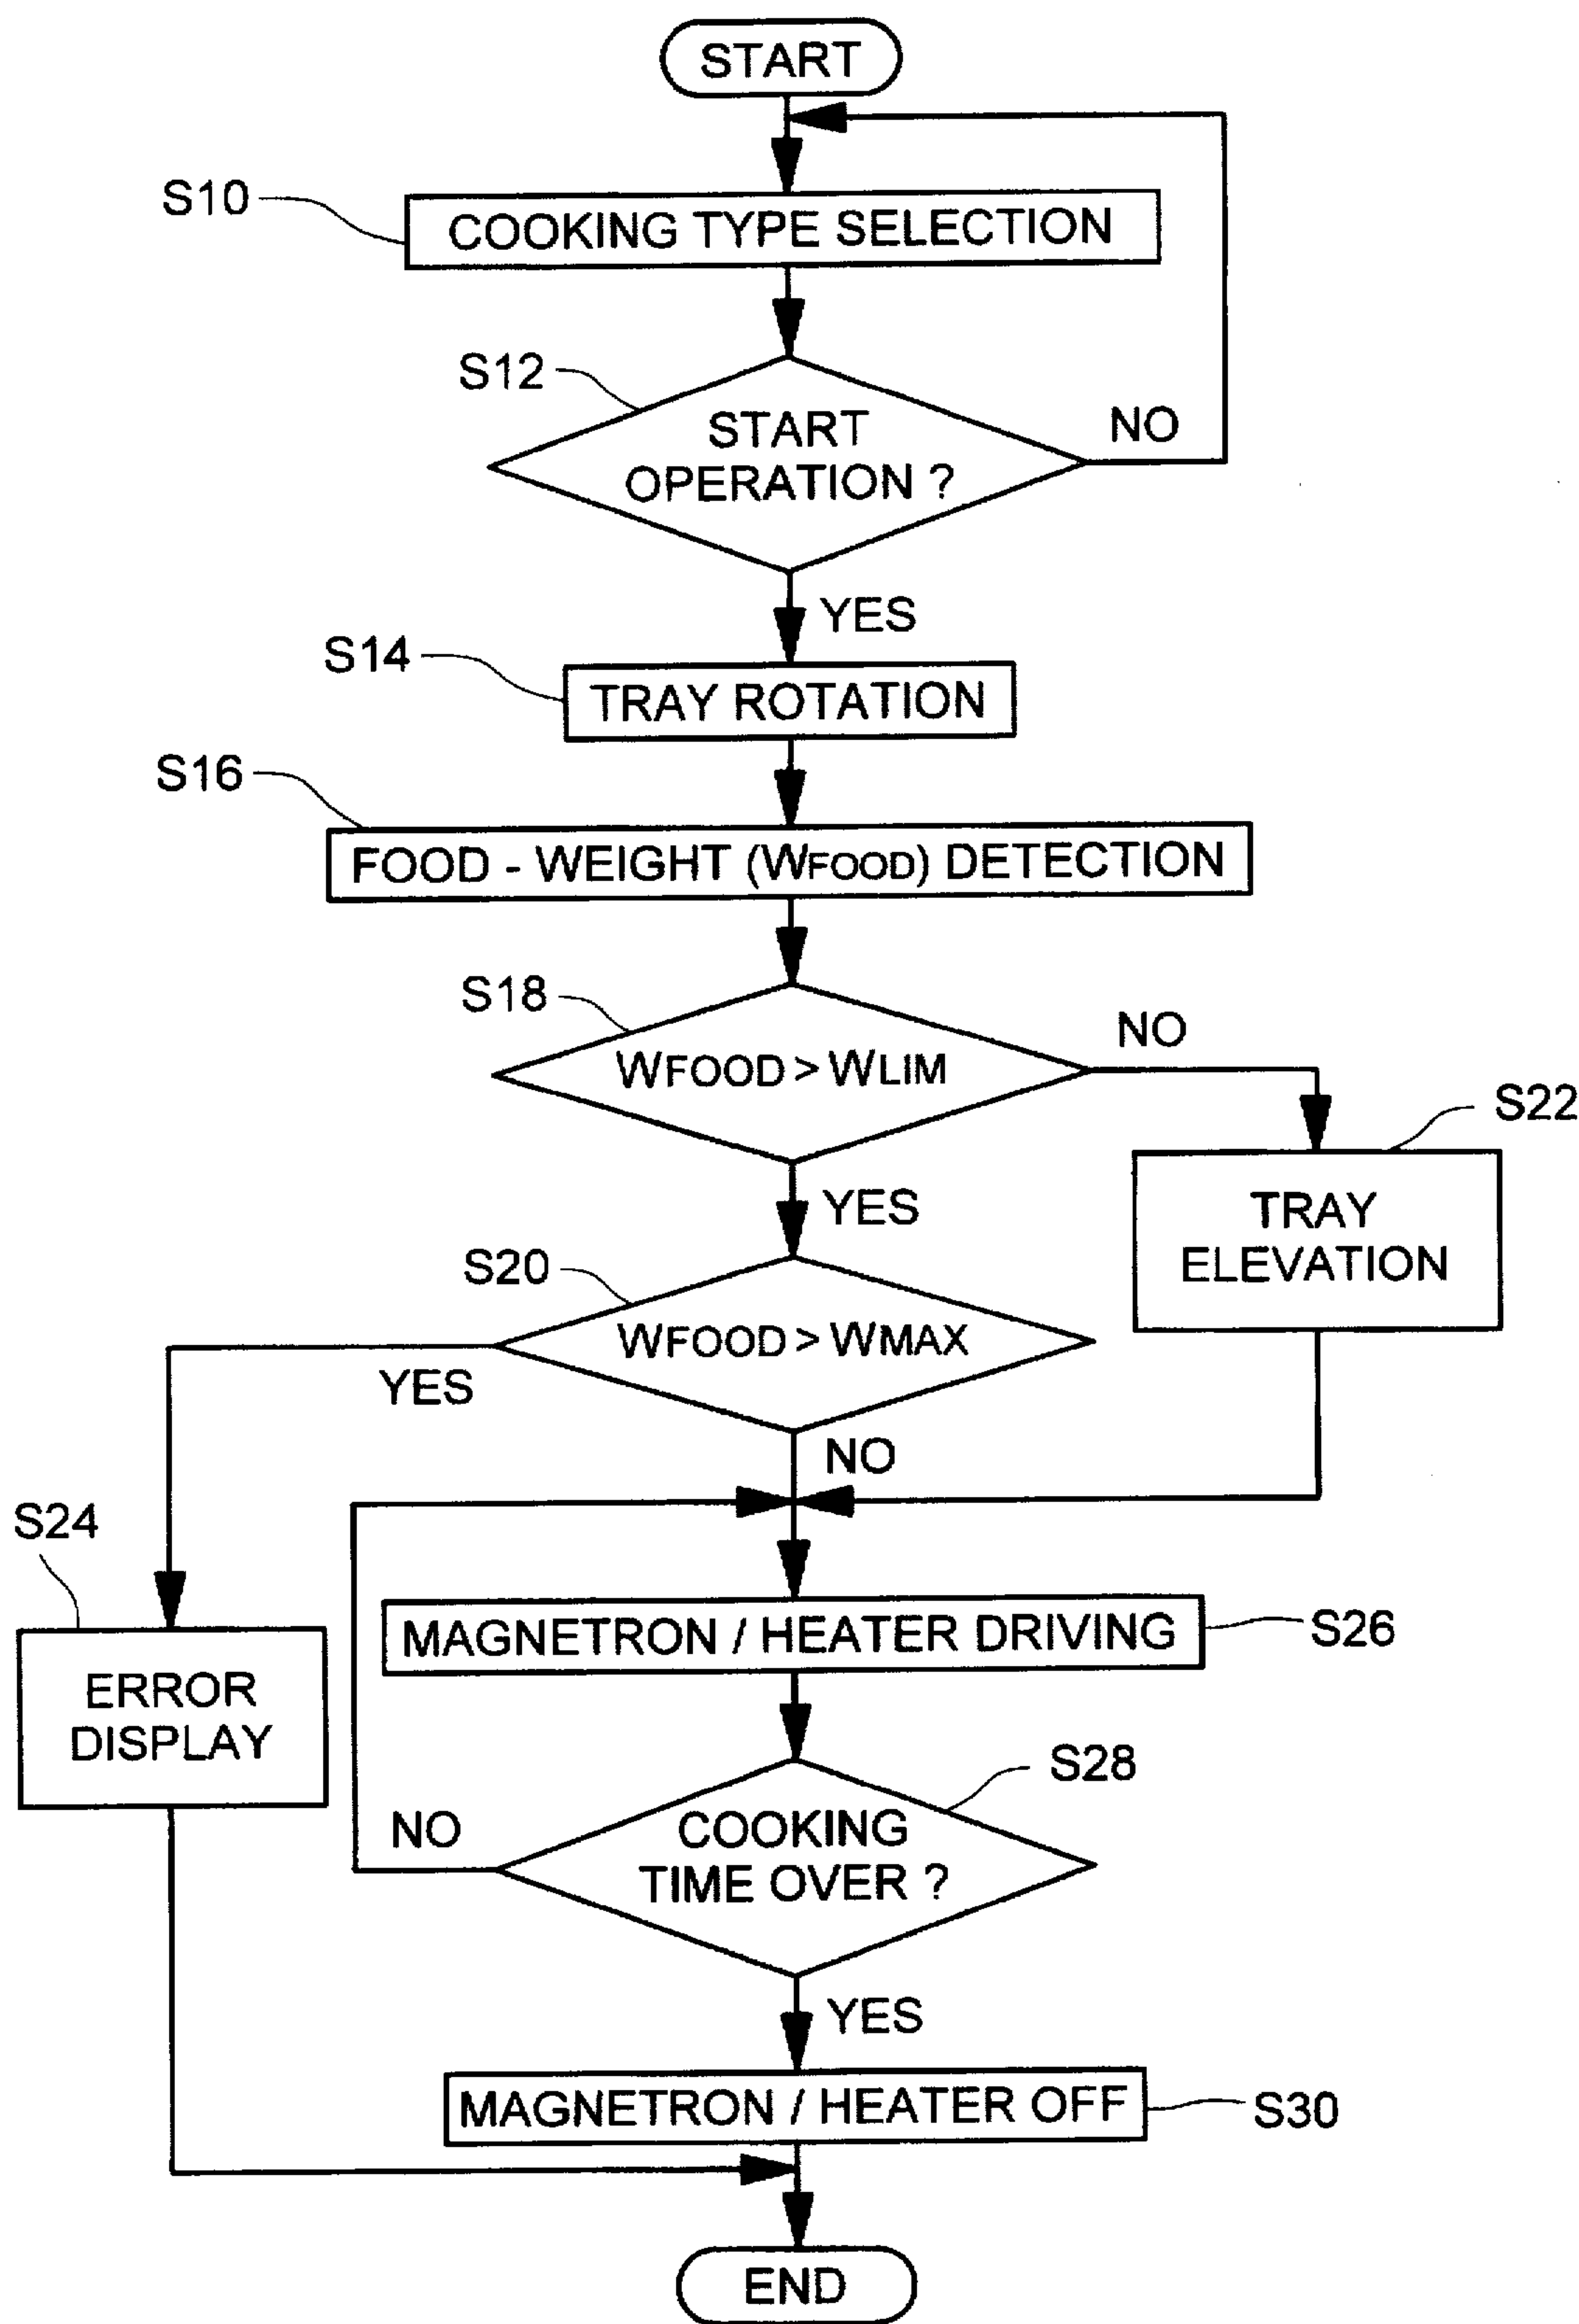 START
S10
COOKING TYPE SELECTION
S12
START
OPERATION ?
NO
YES
S14
TRAY ROTATION
S16
FOOD - WEIGHT (WFOOD) DETECTION
S18
WFOOD > WLIM
NO
YES
S22
TRAY
ELEVATION
S20
WFOOD > WMAX
YES
NO
S24
ERROR
DISPLAY
MAGNETRON / HEATER DRIVING
S26
S28
COOKING
TIME OVER ?
NO
YES
MAGNETRON / HEATER OFF
S30
END